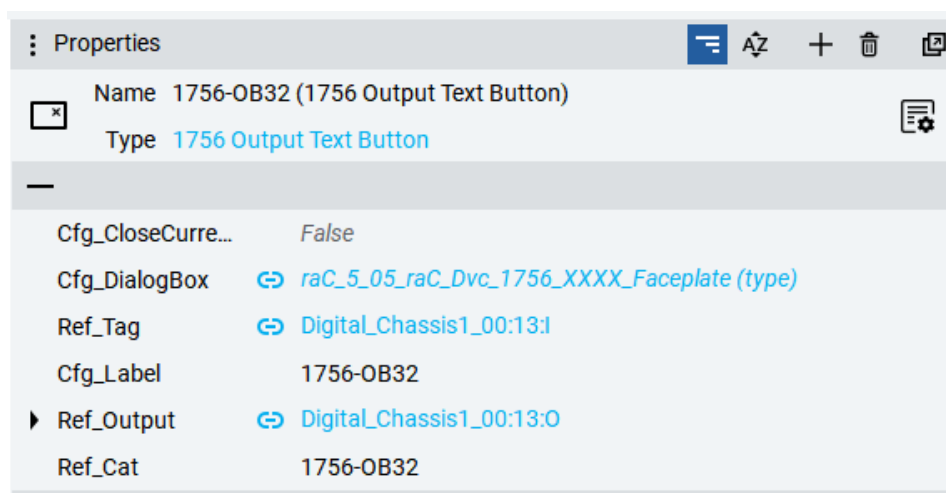 Properties
Name 1756-OB32 (1756 Output Text Button)
Type 1756 Output Text Button
Cfg_CloseCurre... False
Cfg_DialogBox raC_5_05_raC_Dvc_1756_XXXX_Faceplate (type)
Ref_Tag Digital_Chassis1_00:13:I
Cfg_Label 1756-OB32
Ref_Output Digital_Chassis1_00:13:O
Ref_Cat 1756-OB32